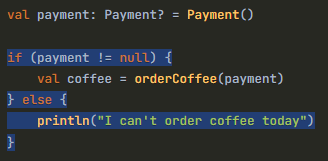 val payment: Payment? = Payment()
if (payment != null) {
    val coffee = orderCoffee(payment)
} else {
    println("I can't order coffee today")
}